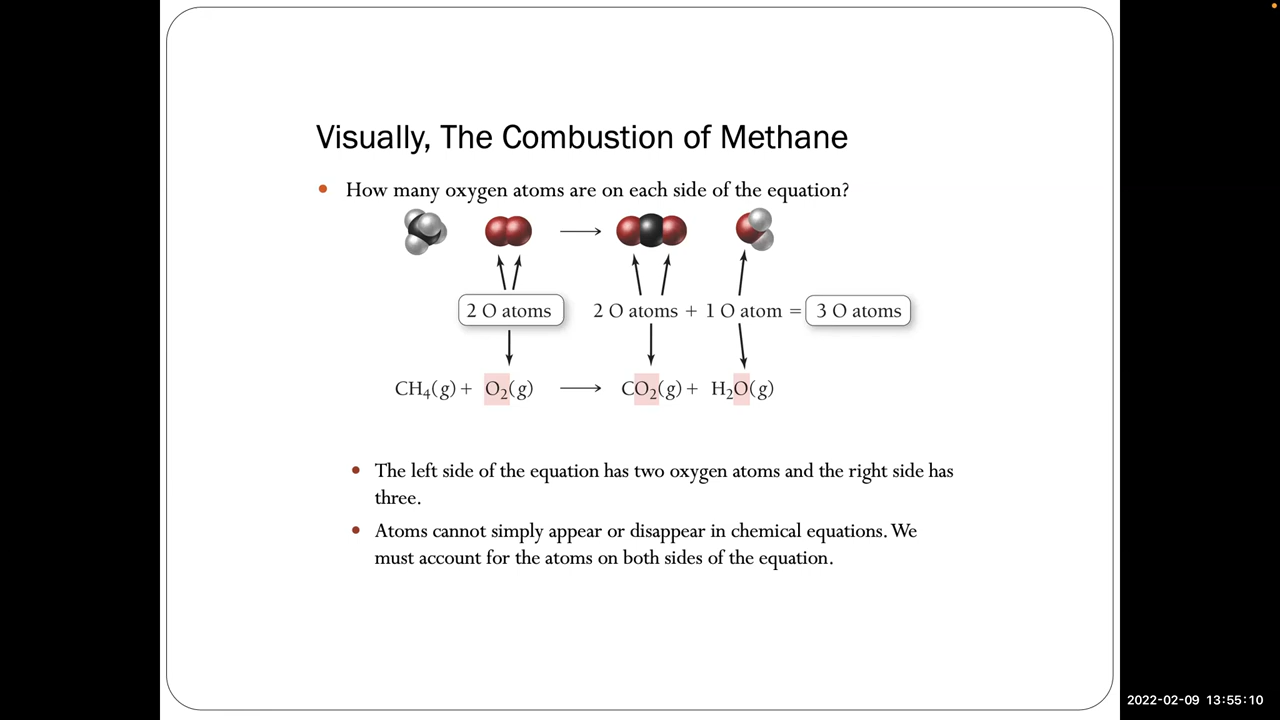 Visually, The Combustion of Methane
• How many oxygen atoms are on each side of the equation?
2 O atoms 2 O atoms + 1 O atom = 3 O atoms
CH₄(g) + O₂(g) ⟶ CO₂(g) + H₂O(g)
• The left side of the equation has two oxygen atoms and the right side has
three.
• Atoms cannot simply appear or disappear in chemical equations. We
must account for the atoms on both sides of the equation.
2022-02-09 13:55:10